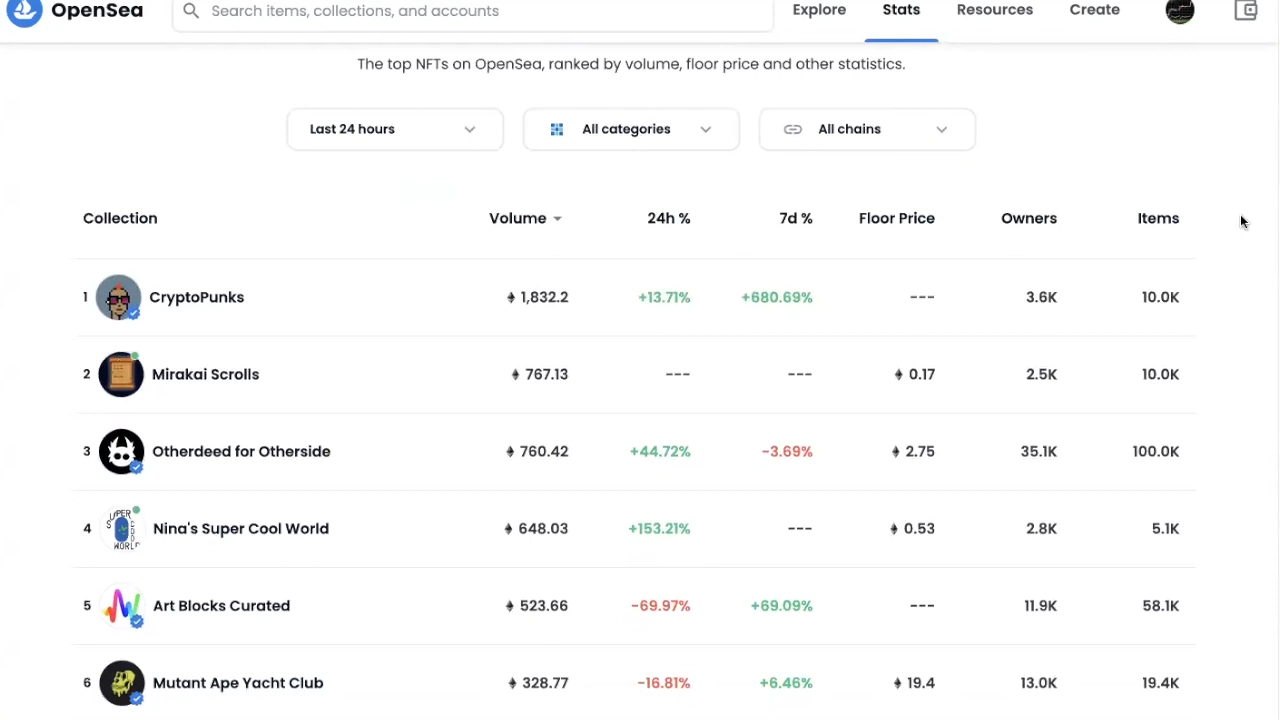 OpenSea Search items, collections, and accounts Explore Stats Resources Create
The top NFTs on OpenSea, ranked by volume, floor price and other statistics.
Last 24 hours All categories All chains
Collection Volume 24h % 7d % Floor Price Owners Items
1 CryptoPunks 1,832.2 +13.71% +680.69% --- 3.6K 10.0K
2 Mirakai Scrolls 767.13 --- --- 0.17 2.5K 10.0K
3 Otherdeed for Otherside 760.42 +44.72% -3.69% 2.75 35.1K 100.0K
4 SUPER WORLD Nina's Super Cool World 648.03 +153.21% --- 0.53 2.8K 5.1K
5 Art Blocks Curated 523.66 -69.97% +69.09% --- 11.9K 58.1K
6 Mutant Ape Yacht Club 328.77 -16.81% +6.46% 19.4 13.0K 19.4K